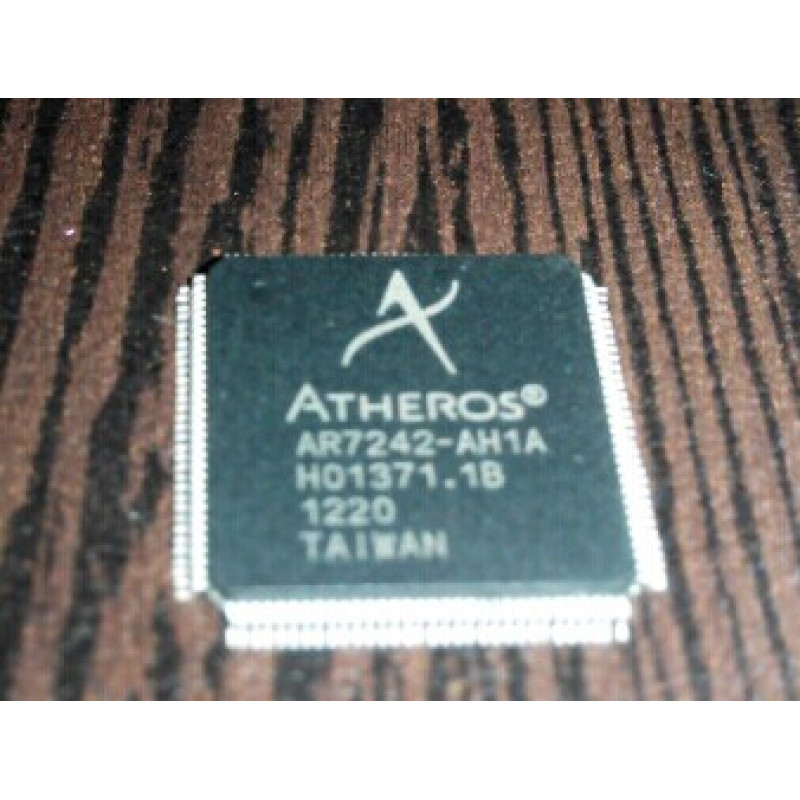 ATHEROS®
AR7242-AH1A
H01371.1B
1220
TAIWAN